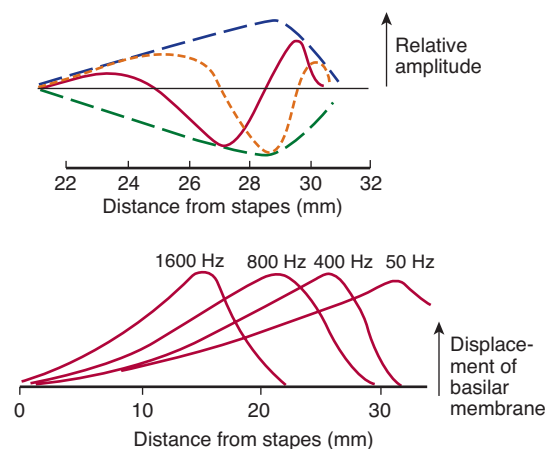 Relative
amplitude
22 24 26 28 30 32
Distance from stapes (mm)
1600 Hz 800 Hz 400 Hz 50 Hz
Displace-
ment of
basilar
membrane
0 10 20 30
Distance from stapes (mm)